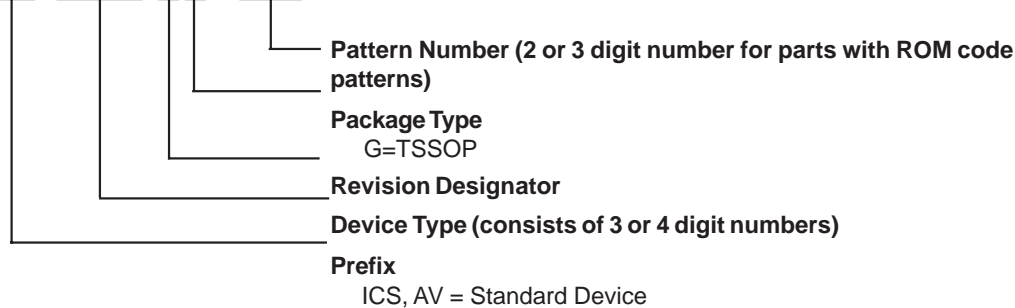 Pattern Number (2 or 3 digit number for parts with ROM code
patterns)
Package Type
G=TSSOP
Revision Designator
Device Type (consists of 3 or 4 digit numbers)
Prefix
ICS, AV = Standard Device